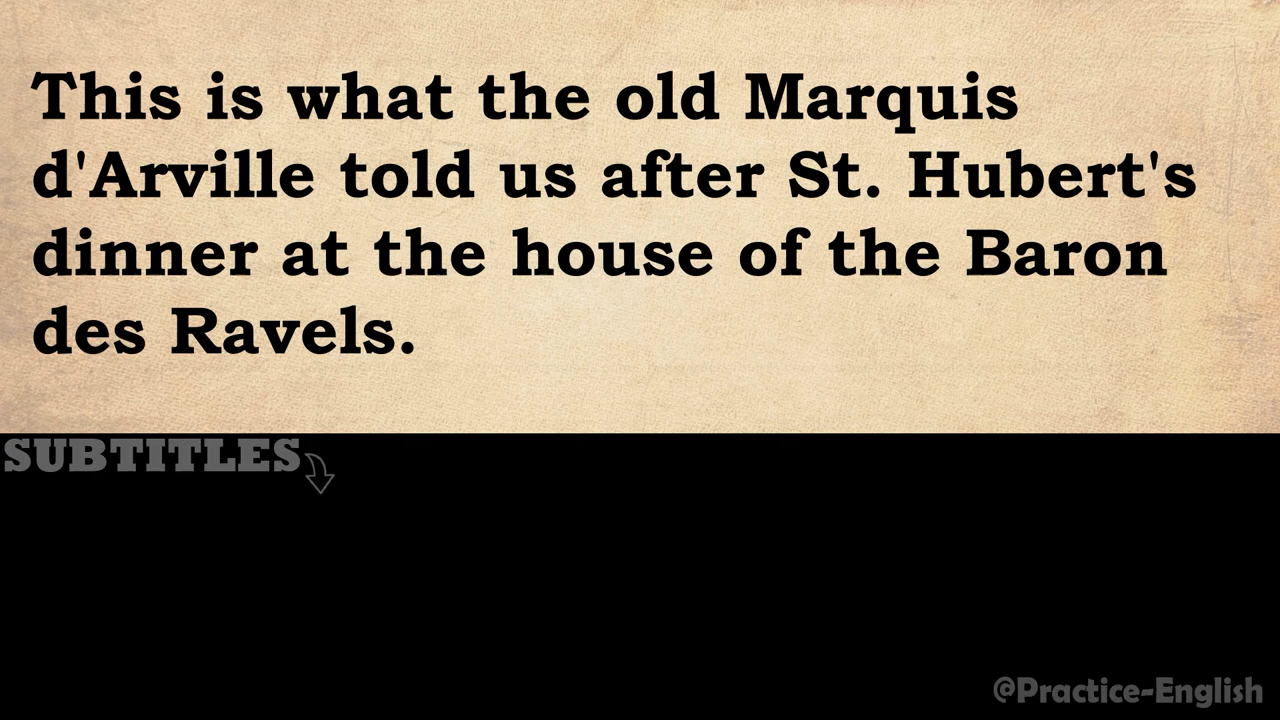 This is what the old Marquis
d'Arville told us after St. Hubert's
dinner at the house of the Baron
des Ravels.
SUBTITLES
@Practice-English